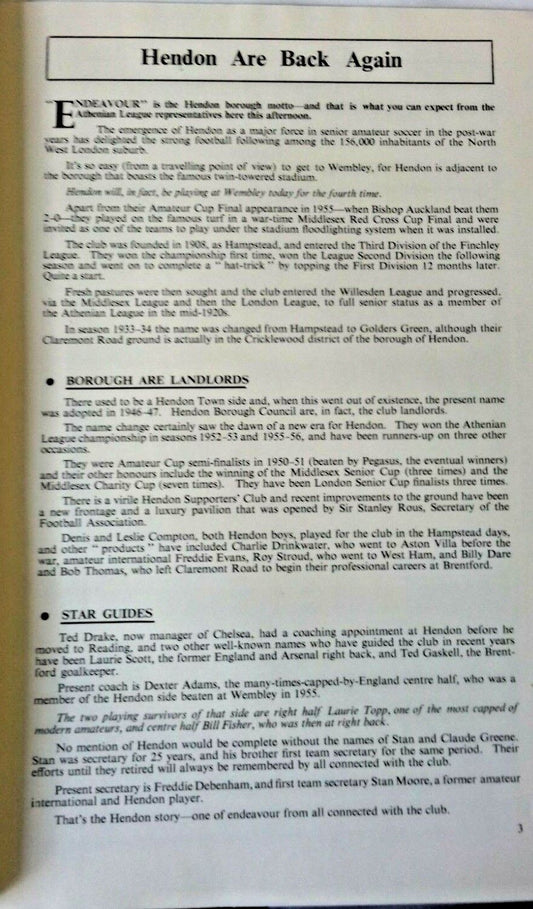 Hendon Are Back Again
"ENDEAVOUR" is the Hendon borough motto—and that is what you can expect from the
Athenian League representatives here this afternoon.
The emergence of Hendon as a major force in senior amateur soccer in the post-war
years has delighted the strong football following among the 156,000 inhabitants of the North
West London suburb.
It's so easy (from a travelling point of view) to get to Wembley, for Hendon is adjacent to
the borough that boasts the famous twin-towered stadium.
Hendon will, in fact, be playing at Wembley today for the fourth time.
Apart from their Amateur Cup Final appearance in 1955—when Bishop Auckland beat them
2–0—they played on the famous turf in a war-time Middlesex Red Cross Cup Final and were
invited as one of the teams to play under the stadium floodlighting system when it was installed.
The club was founded in 1908, as Hampstead, and entered the Third Division of the Finchley
League. They won the championship first time, won the League Second Division the following
season and went on to complete a " hat-trick " by topping the First Division 12 months later.
Quite a start.
Fresh pastures were then sought and the club entered the Willesden League and progressed,
via the Middlesex League and then the London League, to full senior status as a member of
the Athenian League in the mid-1920s.
In season 1933–34 the name was changed from Hampstead to Golders Green, although their
Claremont Road ground is actually in the Cricklewood district of the borough of Hendon.
● BOROUGH ARE LANDLORDS
There used to be a Hendon Town side and, when this went out of existence, the present name
was adopted in 1946–47. Hendon Borough Council are, in fact, the club landlords.
The name change certainly saw the dawn of a new era for Hendon. They won the Athenian
League championship in seasons 1952–53 and 1955–56, and have been runners-up on three other
occasions.
They were Amateur Cup semi-finalists in 1950–51 (beaten by Pegasus, the eventual winners)
and their other honours include the winning of the Middlesex Senior Cup (three times) and the
Middlesex Charity Cup (seven times). They have been London Senior Cup finalists three times.
There is a virile Hendon Supporters' Club and recent improvements to the ground have been
a new frontage and a luxury pavilion that was opened by Sir Stanley Rous, Secretary of the
Football Association.
Denis and Leslie Compton, both Hendon boys, played for the club in the Hampstead days,
and other " products " have included Charlie Drinkwater, who went to Aston Villa before the
war, amateur international Freddie Evans, Roy Stroud, who went to West Ham, and Billy Dare
and Bob Thomas, who left Claremont Road to begin their professional careers at Brentford.
● STAR GUIDES
Ted Drake, now manager of Chelsea, had a coaching appointment at Hendon before he
moved to Reading, and two other well-known names who have guided the club in recent years
have been Laurie Scott, the former England and Arsenal right back, and Ted Gaskell, the Brent-
ford goalkeeper.
Present coach is Dexter Adams, the many-times-capped-by-England centre half, who was a
member of the Hendon side beaten at Wembley in 1955.
The two playing survivors of that side are right half Laurie Topp, one of the most capped of
modern amateurs, and centre half Bill Fisher, who was then at right back.
No mention of Hendon would be complete without the names of Stan and Claude Greene.
Stan was secretary for 25 years, and his brother first team secretary for the same period. Their
efforts until they retired will always be remembered by all connected with the club.
Present secretary is Freddie Debenham, and first team secretary Stan Moore, a former amateur
international and Hendon player.
That's the Hendon story—one of endeavour from all connected with the club.
3